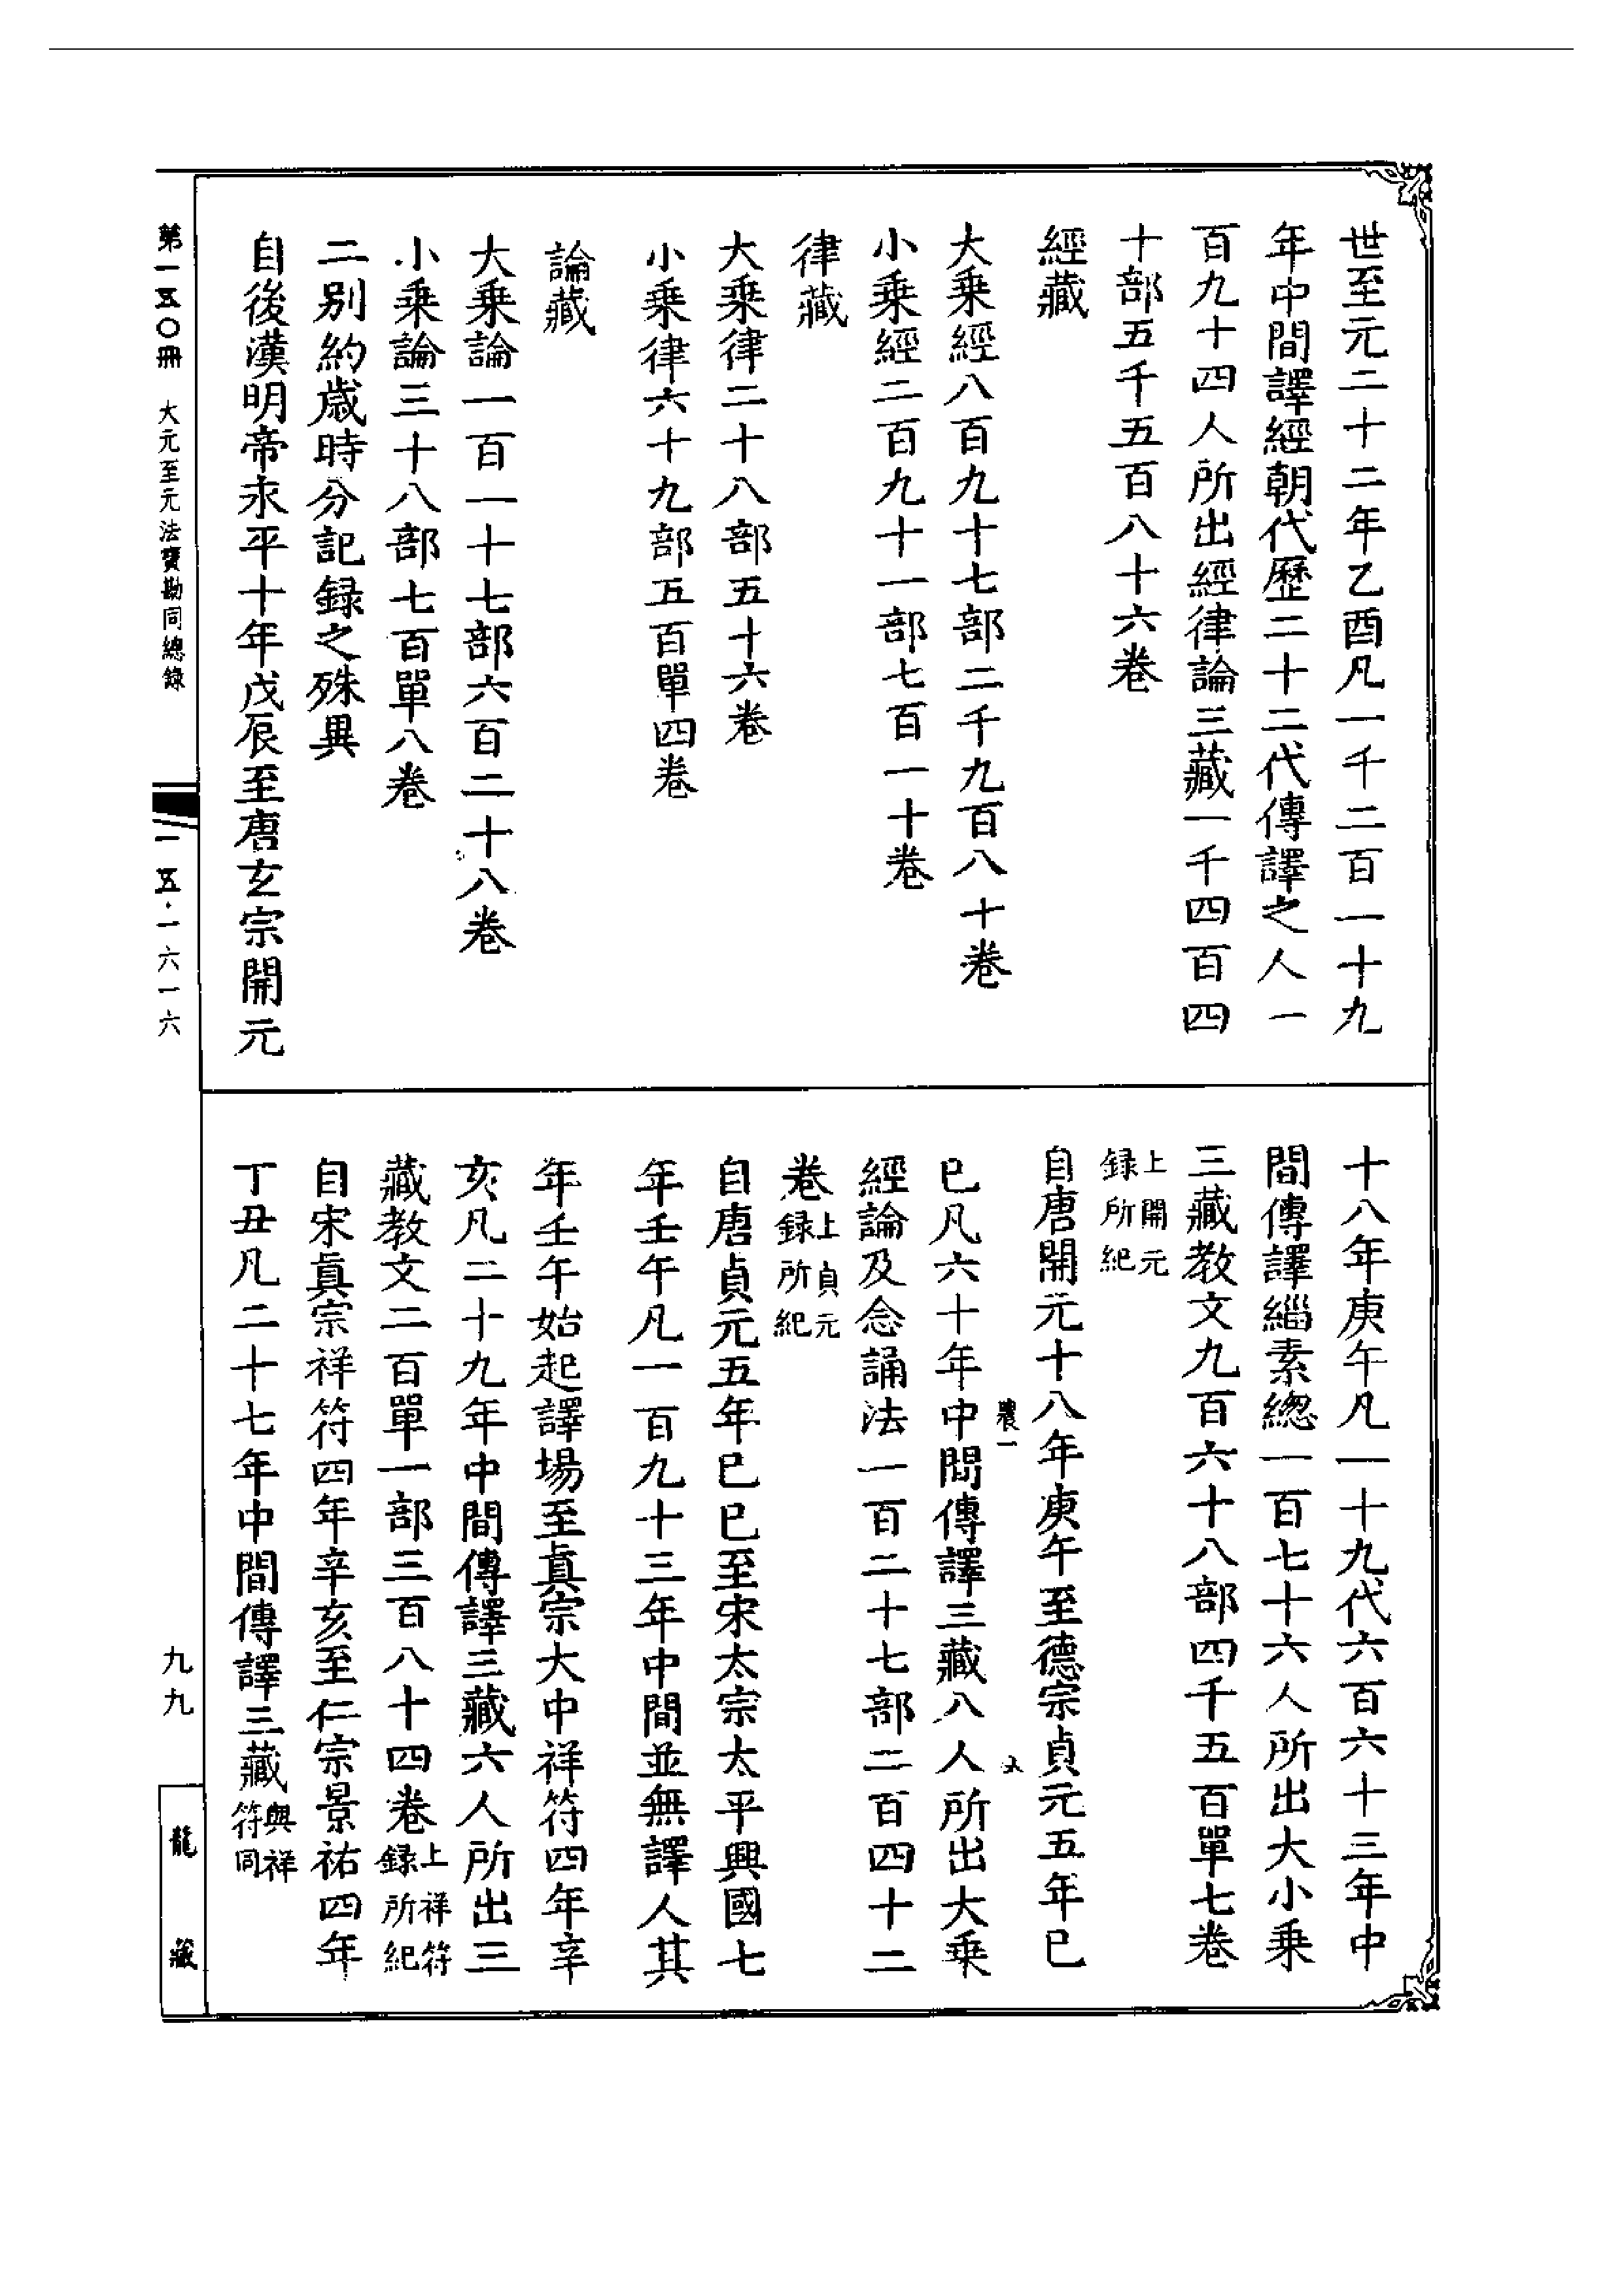 世至元二十二年乙酉凡一千二百一十九
年中間譯經朝代歷二十二代傳譯之人一
百九十四人所出經律論三藏一千四百四
十部五千五百八十六卷
經藏
大乗經八百九十七部二千九百八十卷
小乗經二百九十一部七百一十卷
律藏
大乗律二十八部五十六卷
小乗律六十九部五百單四卷
論藏
大乗論一百一十七部六百二十八卷
小乗論三十八部七百單八卷
二别約歲時分記録之殊異
自後漢明帝永平十年戊辰至唐玄宗開元
十八年庚午凡一十九代六百六十三年中
間傳譯緇素總一百七十六人所出大小乗
三藏教文九百六十八部四千五百單七卷
上開元
録所紀
自唐開元十八年庚午至德宗貞元五年已
農一
已凡六十年中間傳譯三藏八人所出大乗
經論及念誦法一百二十七部二百四十二
卷上貞元
録所紀
自唐貞元五年已巳至宋太宗太平興國七
年壬午凡一百九十三年中間並無譯人其
年壬午始起譯場至真宗大中祥符四年辛
亥凡二十九年中間傳譯三藏六人所出三
藏教文二百單一部三百八十四卷上祥符
録所紀
自宋真宗祥符四年辛亥至仁宗景祐四年
丁丑凡二十七年中間傳譯三藏與祥
符同
第一五〇冊　大元至元法寶勘同總錄
一五·一六一六
九九
龍藏